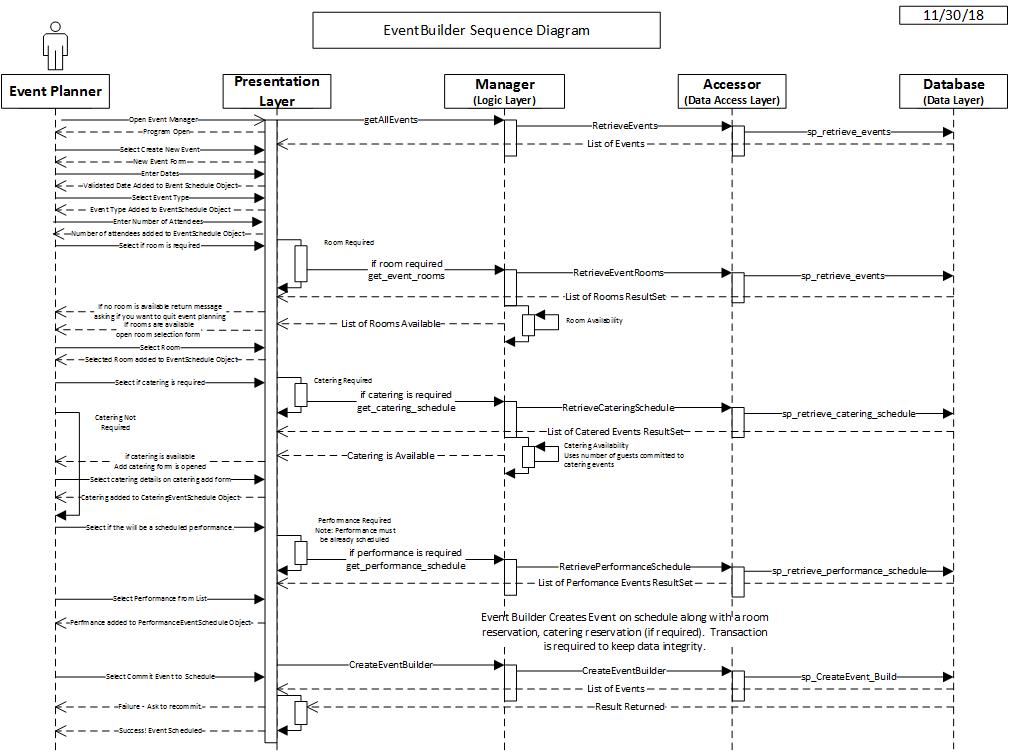 11/30/18
EventBuilder Sequence Diagram
Event Planner
Presentation
Layer
Manager
(Logic Layer)
Accessor
(Data Access Layer)
Database
(Data Layer)
Open Event Manager
getAllEvents
RetrieveEvents
sp_retrieve_events
Program Open
List of Events
Select Create New Event
New Event Form
Enter Dates
Validated Date Added to Event Schedule Object
Select Event Type
Event Type Added to EventSchedule Object
Enter Number of Attendees
Number of attendees added to EventSchedule Object
Select if room is required
Room Required
if room required
get_event_rooms
RetrieveEventRooms
sp_retrieve_events
List of Rooms ResultSet
If no room is available return message
asking if you want to quit event planning
If rooms are available
open room selection form
List of Rooms Available
Room Availability
Select Room
Selected Room added to EventSchedule Object
Select if catering is required
Catering Required
if catering is required
get_catering_schedule
RetrieveCateringSchedule
sp_retrieve_catering_schedule
Catering Not
Required
List of Catered Events ResultSet
Catering Availability
Uses number of guests committed to
catering events
if catering is available
Add catering form is opened
Catering is Available
Select catering details on catering add form
Catering added to CateringEventSchedule Object
Select if the will be a scheduled performance.
Performance Required
Note: Performance must
be already scheduled
if performance is required
get_performance_schedule
RetrievePerformanceSchedule
sp_retrieve_performance_schedule
List of Perfomance Events ResultSet
Select Performance from List
Perfmance added to PerformanceEventSchedule Object
Event Builder Creates Event on schedule along with a room
reservation, catering reservation (if required). Transaction
is required to keep data integrity.
CreateEventBuilder
CreateEventBuilder
sp_CreateEvent_Build
Select Commit Event to Schedule
List of Events
Failure - Ask to recommit
Result Returned
Success! Event Scheduled